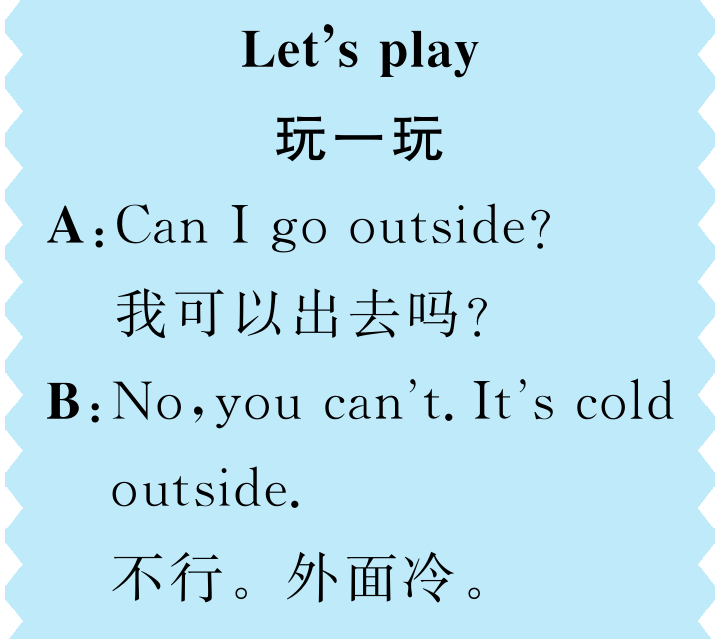 Let's play
玩一玩
A:Can I go outside?
我可以出去吗?
B:No,you can't. It's cold
outside.
不行。外面冷。